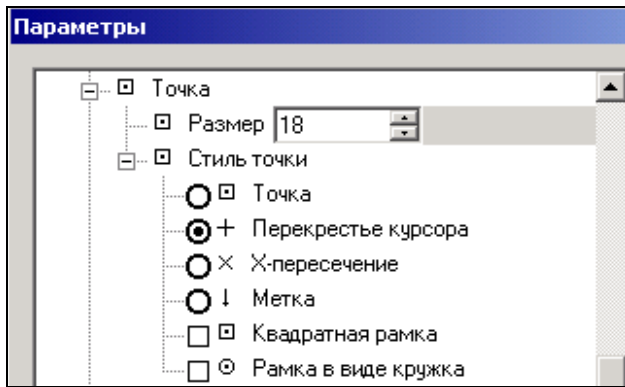 Параметры
Точка
Размер 18
Стиль точки
Точка
Перекрестье курсора
X-пересечение
Метка
Квадратная рамка
Рамка в виде кружка